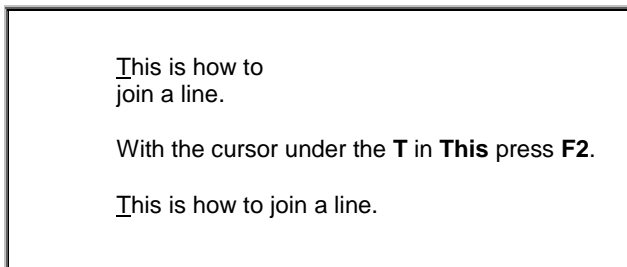 This is how to
join a line.
With the cursor under the T in This press F2.
This is how to join a line.